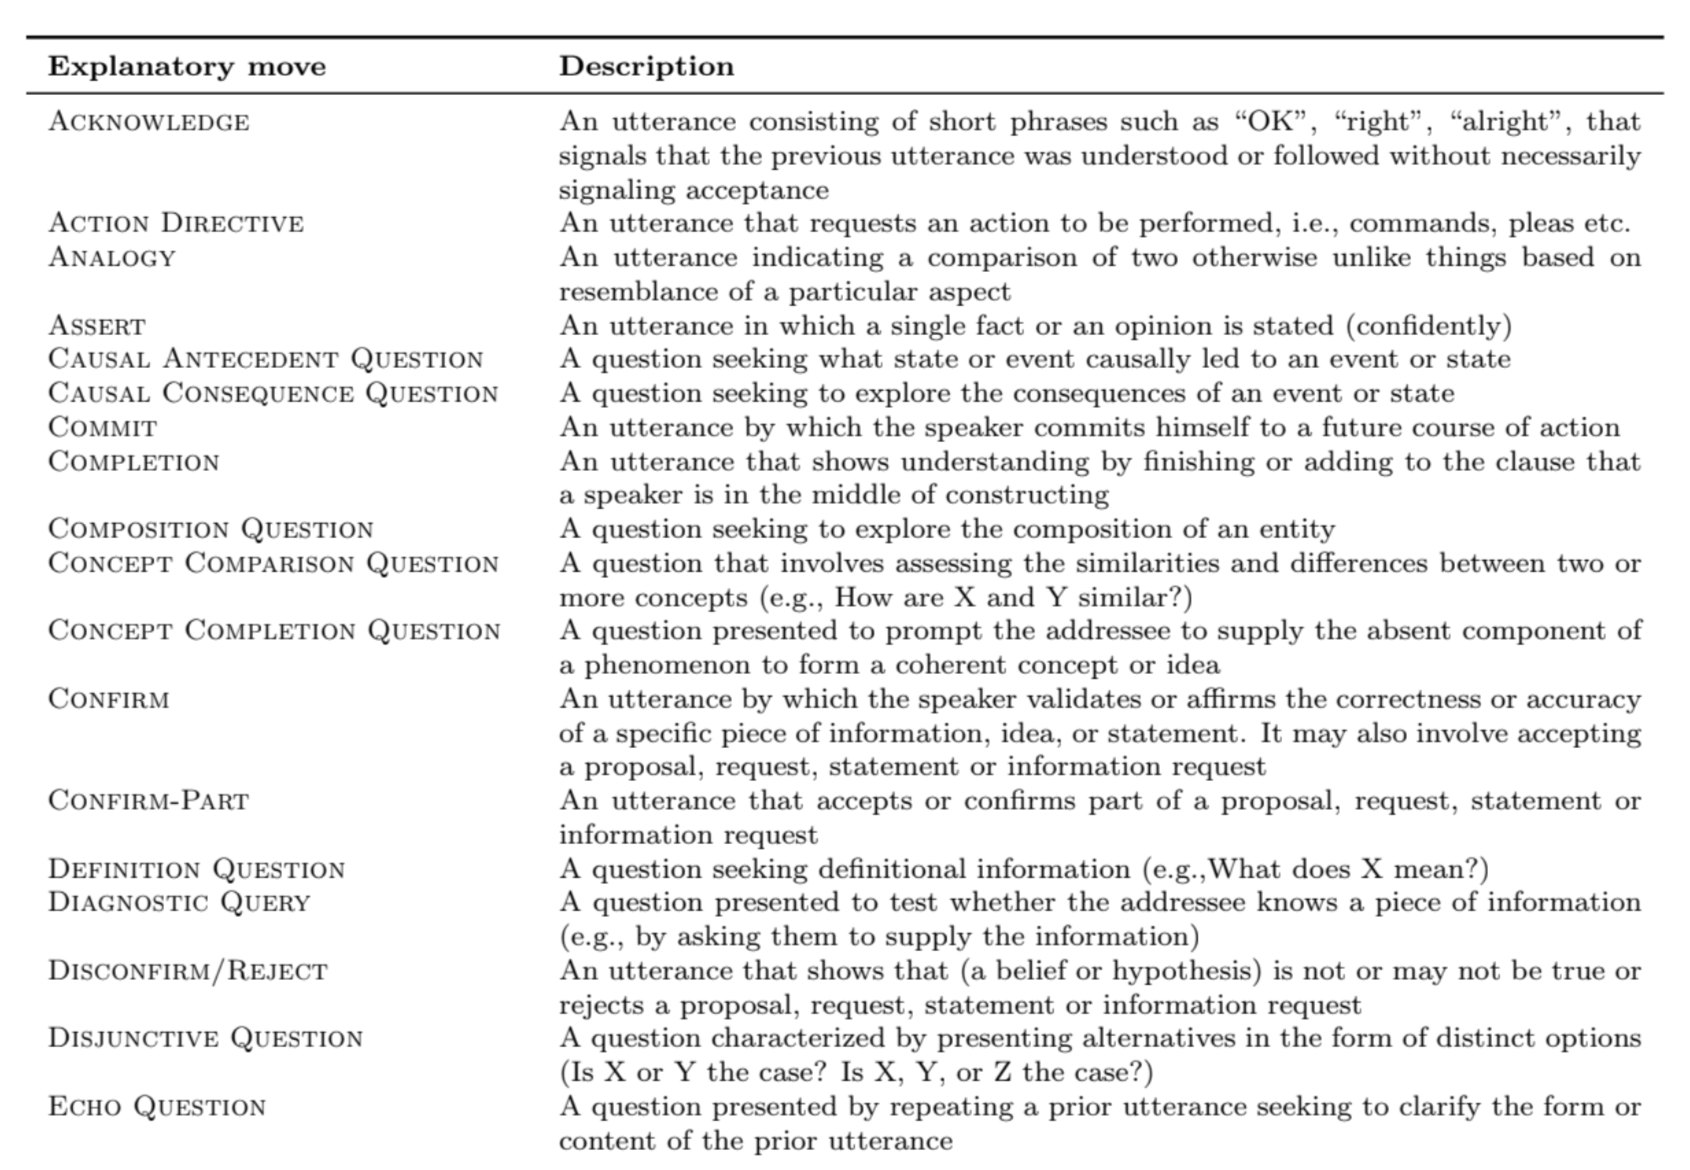 Explanatory move Description
ACKNOWLEDGE An utterance consisting of short phrases such as “OK”, “right”, “alright”, that
signals that the previous utterance was understood or followed without necessarily
signaling acceptance
ACTION DIRECTIVE An utterance that requests an action to be performed, i.e., commands, pleas etc.
ANALOGY An utterance indicating a comparison of two otherwise unlike things based on
resemblance of a particular aspect
ASSERT An utterance in which a single fact or an opinion is stated (confidently)
CAUSAL ANTECEDENT QUESTION A question seeking what state or event causally led to an event or state
CAUSAL CONSEQUENCE QUESTION A question seeking to explore the consequences of an event or state
COMMIT An utterance by which the speaker commits himself to a future course of action
COMPLETION An utterance that shows understanding by finishing or adding to the clause that
a speaker is in the middle of constructing
COMPOSITION QUESTION A question seeking to explore the composition of an entity
CONCEPT COMPARISON QUESTION A question that involves assessing the similarities and differences between two or
more concepts (e.g., How are X and Y similar?)
CONCEPT COMPLETION QUESTION A question presented to prompt the addressee to supply the absent component of
a phenomenon to form a coherent concept or idea
CONFIRM An utterance by which the speaker validates or affirms the correctness or accuracy
of a specific piece of information, idea, or statement. It may also involve accepting
a proposal, request, statement or information request
CONFIRM-PART An utterance that accepts or confirms part of a proposal, request, statement or
information request
DEFINITION QUESTION A question seeking definitional information (e.g.,What does X mean?)
DIAGNOSTIC QUERY A question presented to test whether the addressee knows a piece of information
(e.g., by asking them to supply the information)
DISCONFIRM/REJECT An utterance that shows that (a belief or hypothesis) is not or may not be true or
rejects a proposal, request, statement or information request
DISJUNCTIVE QUESTION A question characterized by presenting alternatives in the form of distinct options
(Is X or Y the case? Is X, Y, or Z the case?)
ECHO QUESTION A question presented by repeating a prior utterance seeking to clarify the form or
content of the prior utterance